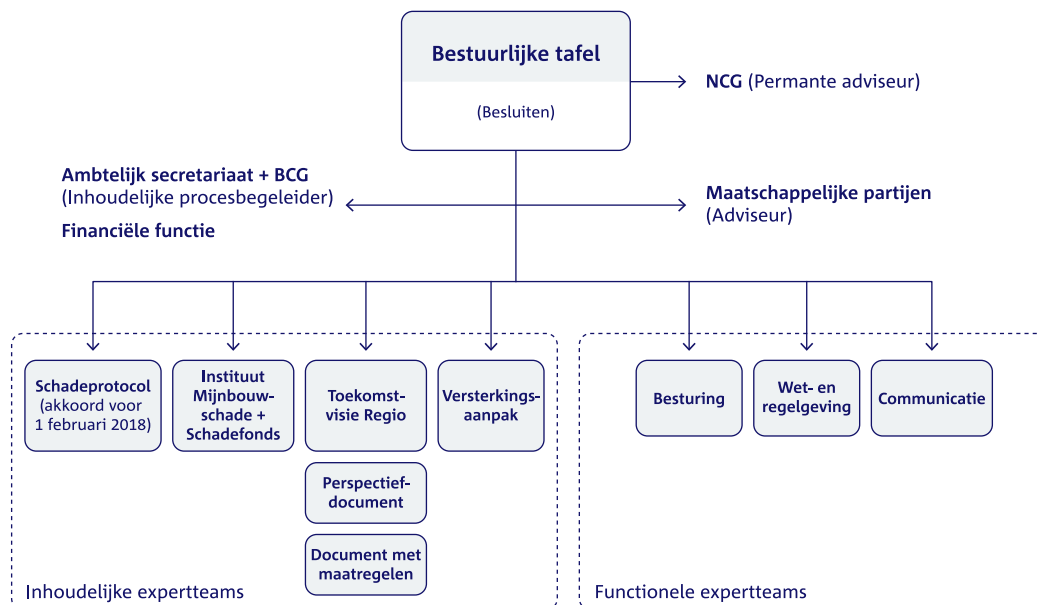 Bestuurlijke tafel
(Besluiten)
NCG (Permante adviseur)
Ambtelijk secretariaat + BCG
(Inhoudelijke procesbegeleider)
Financiële functie
Maatschappelijke partijen
(Adviseur)
Schadeprotocol
(akkoord voor
1 februari 2018)
Instituut
Mijnbouw-
schade +
Schadefonds
Toekomst-
visie Regio
Versterkings-
aanpak
Perspectief-
document
Document met
maatregelen
Inhoudelijke expertteams
Besturing
Wet- en
regelgeving
Communicatie
Functionele expertteams